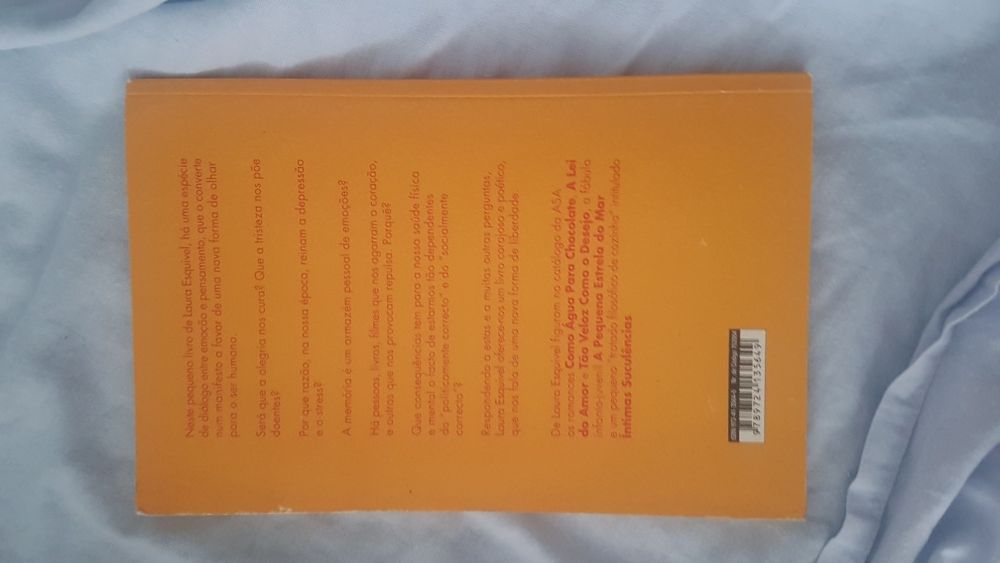 Neste pequeno livro de Laura Esquivel, há uma espécie
de diálogo entre emoção e pensamento, que o converte
num manifesto a favor de uma nova forma de olhar
para o ser humano.
Será que a alegria nos cura? Que a tristeza nos põe
doentes?
Por que razão, na nossa época, reinam a depressão
e o stress?
A memória é um armazém pessoal de emoções?
Há pessoas, livros, filmes que nos agarram o coração,
e outros que nos provocam repulsa. Porquê?
Que consequências tem para a nossa saúde física
e mental o facto de estarmos tão dependentes
do "politicamente correcto" e do "socialmente
correcto"?
Respondendo a estas e a muitas outras perguntas,
Laura Esquivel oferece-nos um livro corajoso e poético,
que nos fala de uma nova forma de liberdade.
De Laura Esquivel figuram no catálogo da ASA
os romances Como Água Para Chocolate, A Lei
do Amor e Tão Veloz Como o Desejo, a fábula
infanto-juvenil A Pequena Estrela do Mar
e um pequeno "tratado filosófico de cozinha" intitulado
Íntimas Suculências
9789724135649